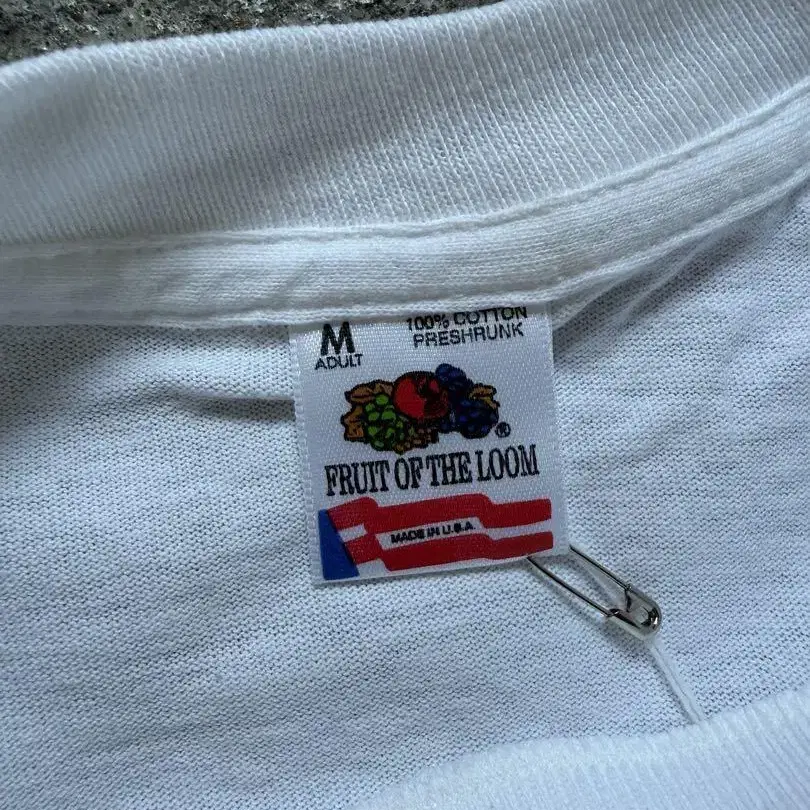 M
ADULT
100% COTTON
PRESHRUNK
®
FRUIT OF THE LOOM
MADE IN U.S.A.